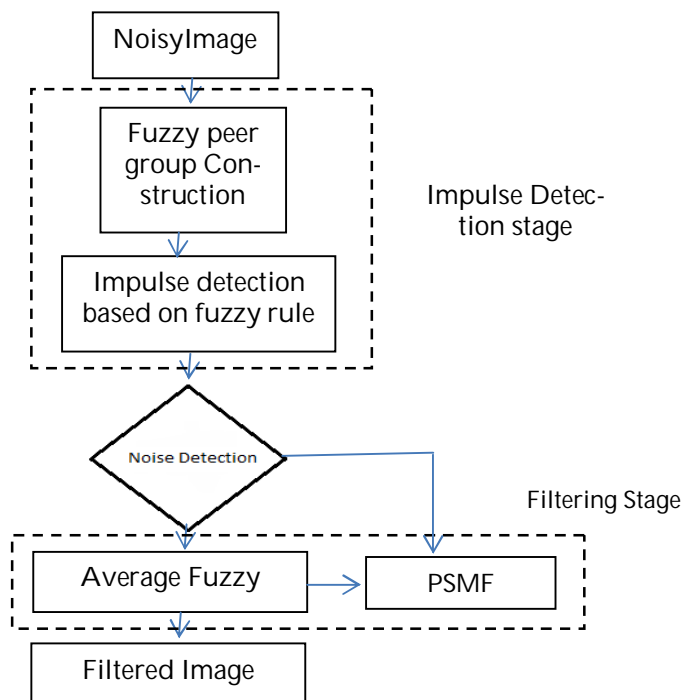 NoisyImage
Fuzzy peer
group Con-
struction
Impulse Detec-
tion stage
Impulse detection
based on fuzzy rule
Noise Detection
Filtering Stage
Average Fuzzy
PSMF
Filtered Image